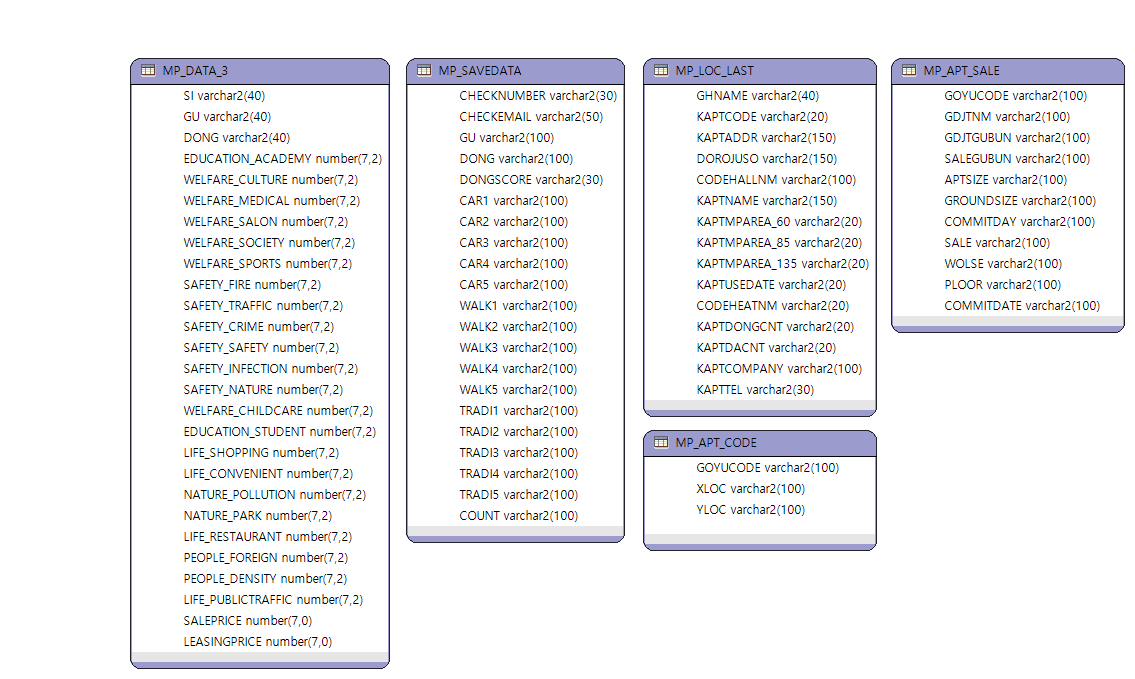 MP_DATA_3
SI varchar2(40)
GU varchar2(40)
DONG varchar2(40)
EDUCATION_ACADEMY number(7,2)
WELFARE_CULTURE number(7,2)
WELFARE_MEDICAL number(7,2)
WELFARE_SALON number(7,2)
WELFARE_SOCIETY number(7,2)
WELFARE_SPORTS number(7,2)
SAFETY_FIRE number(7,2)
SAFETY_TRAFFIC number(7,2)
SAFETY_CRIME number(7,2)
SAFETY_SAFETY number(7,2)
SAFETY_INFECTION number(7,2)
SAFETY_NATURE number(7,2)
WELFARE_CHILDCARE number(7,2)
EDUCATION_STUDENT number(7,2)
LIFE_SHOPPING number(7,2)
LIFE_CONVENIENT number(7,2)
NATURE_POLLUTION number(7,2)
NATURE_PARK number(7,2)
LIFE_RESTAURANT number(7,2)
PEOPLE_FOREIGN number(7,2)
PEOPLE_DENSITY number(7,2)
LIFE_PUBLICTRAFFIC number(7,2)
SALEPRICE number(7,0)
LEASINGPRICE number(7,0)
MP_SAVEDATA
CHECKNUMBER varchar2(30)
CHECKEMAIL varchar2(50)
GU varchar2(100)
DONG varchar2(100)
DONGSCORE varchar2(30)
CAR1 varchar2(100)
CAR2 varchar2(100)
CAR3 varchar2(100)
CAR4 varchar2(100)
CAR5 varchar2(100)
WALK1 varchar2(100)
WALK2 varchar2(100)
WALK3 varchar2(100)
WALK4 varchar2(100)
WALK5 varchar2(100)
TRADI1 varchar2(100)
TRADI2 varchar2(100)
TRADI3 varchar2(100)
TRADI4 varchar2(100)
TRADI5 varchar2(100)
COUNT varchar2(100)
MP_LOC_LAST
GHNAME varchar2(40)
KAPTCODE varchar2(20)
KAPTADDR varchar2(150)
DOROJUSO varchar2(150)
CODEHALLNM varchar2(100)
KAPTNAME varchar2(150)
KAPTMPAREA_60 varchar2(20)
KAPTMPAREA_85 varchar2(20)
KAPTMPAREA_135 varchar2(20)
KAPTUSEDATE varchar2(20)
CODEHEATNM varchar2(20)
KAPTDONGCNT varchar2(20)
KAPTDACNT varchar2(20)
KAPTCOMPANY varchar2(100)
KAPTTEL varchar2(30)
MP_APT_CODE
GOYUCODE varchar2(100)
XLOC varchar2(100)
YLOC varchar2(100)
MP_APT_SALE
GOYUCODE varchar2(100)
GDJTNM varchar2(100)
GDJTGUBUN varchar2(100)
SALEGUBUN varchar2(100)
APTSIZE varchar2(100)
GROUNDSIZE varchar2(100)
COMMITDAY varchar2(100)
SALE varchar2(100)
WOLSE varchar2(100)
PLOOR varchar2(100)
COMMITDATE varchar2(100)